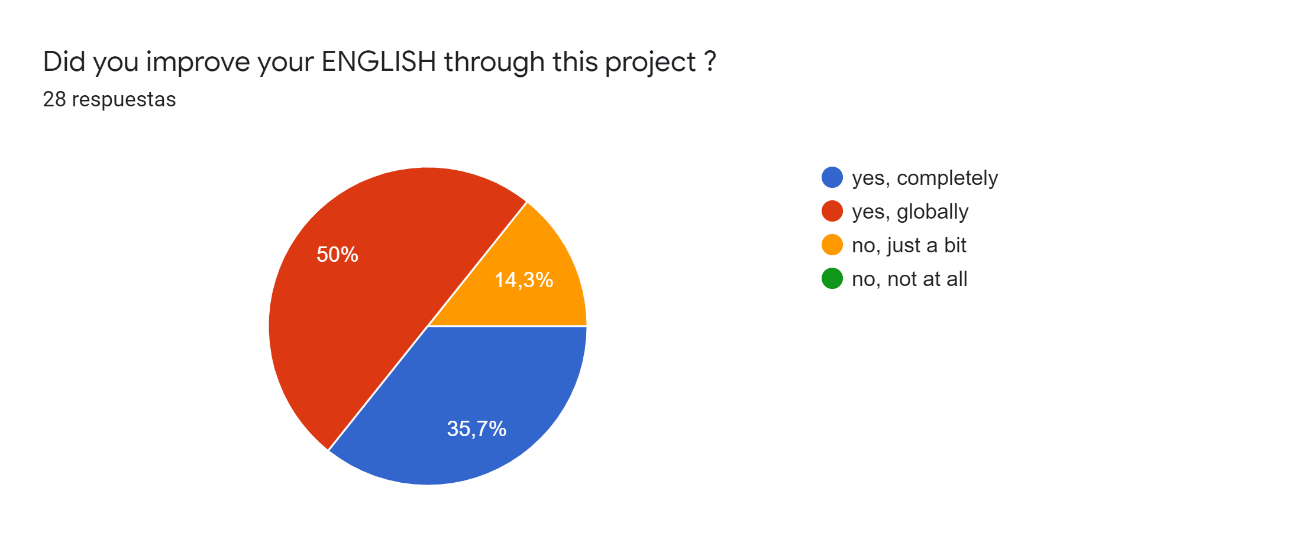 Did you improve your ENGLISH through this project ?
28 respuestas
yes, completely
yes, globally
no, just a bit
no, not at all
50%
14,3%
35,7%